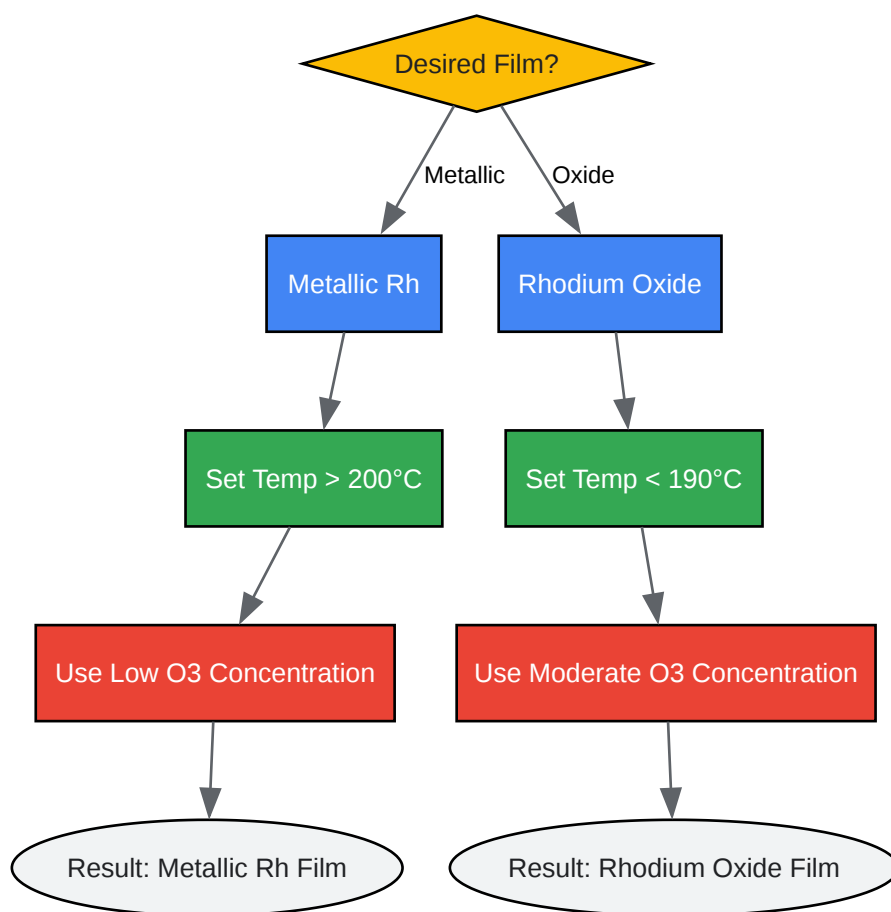 Desired Film?
Metallic
Oxide
Metallic Rh
Rhodium Oxide
Set Temp > 200°C
Set Temp < 190°C
Use Low O3 Concentration
Use Moderate O3 Concentration
Result: Metallic Rh Film
Result: Rhodium Oxide Film